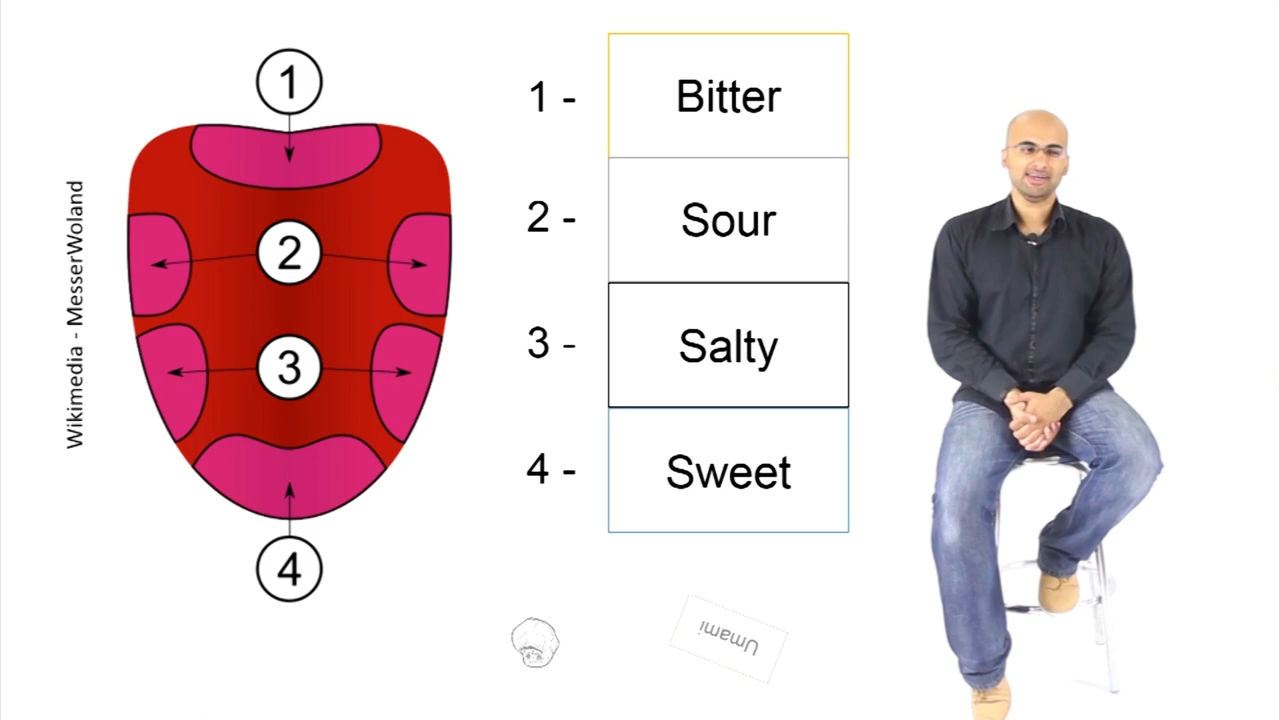 Wikimedia - MesserWoland
1
2
3
4
1 - Bitter
2 - Sour
3 - Salty
4 - Sweet
Umami